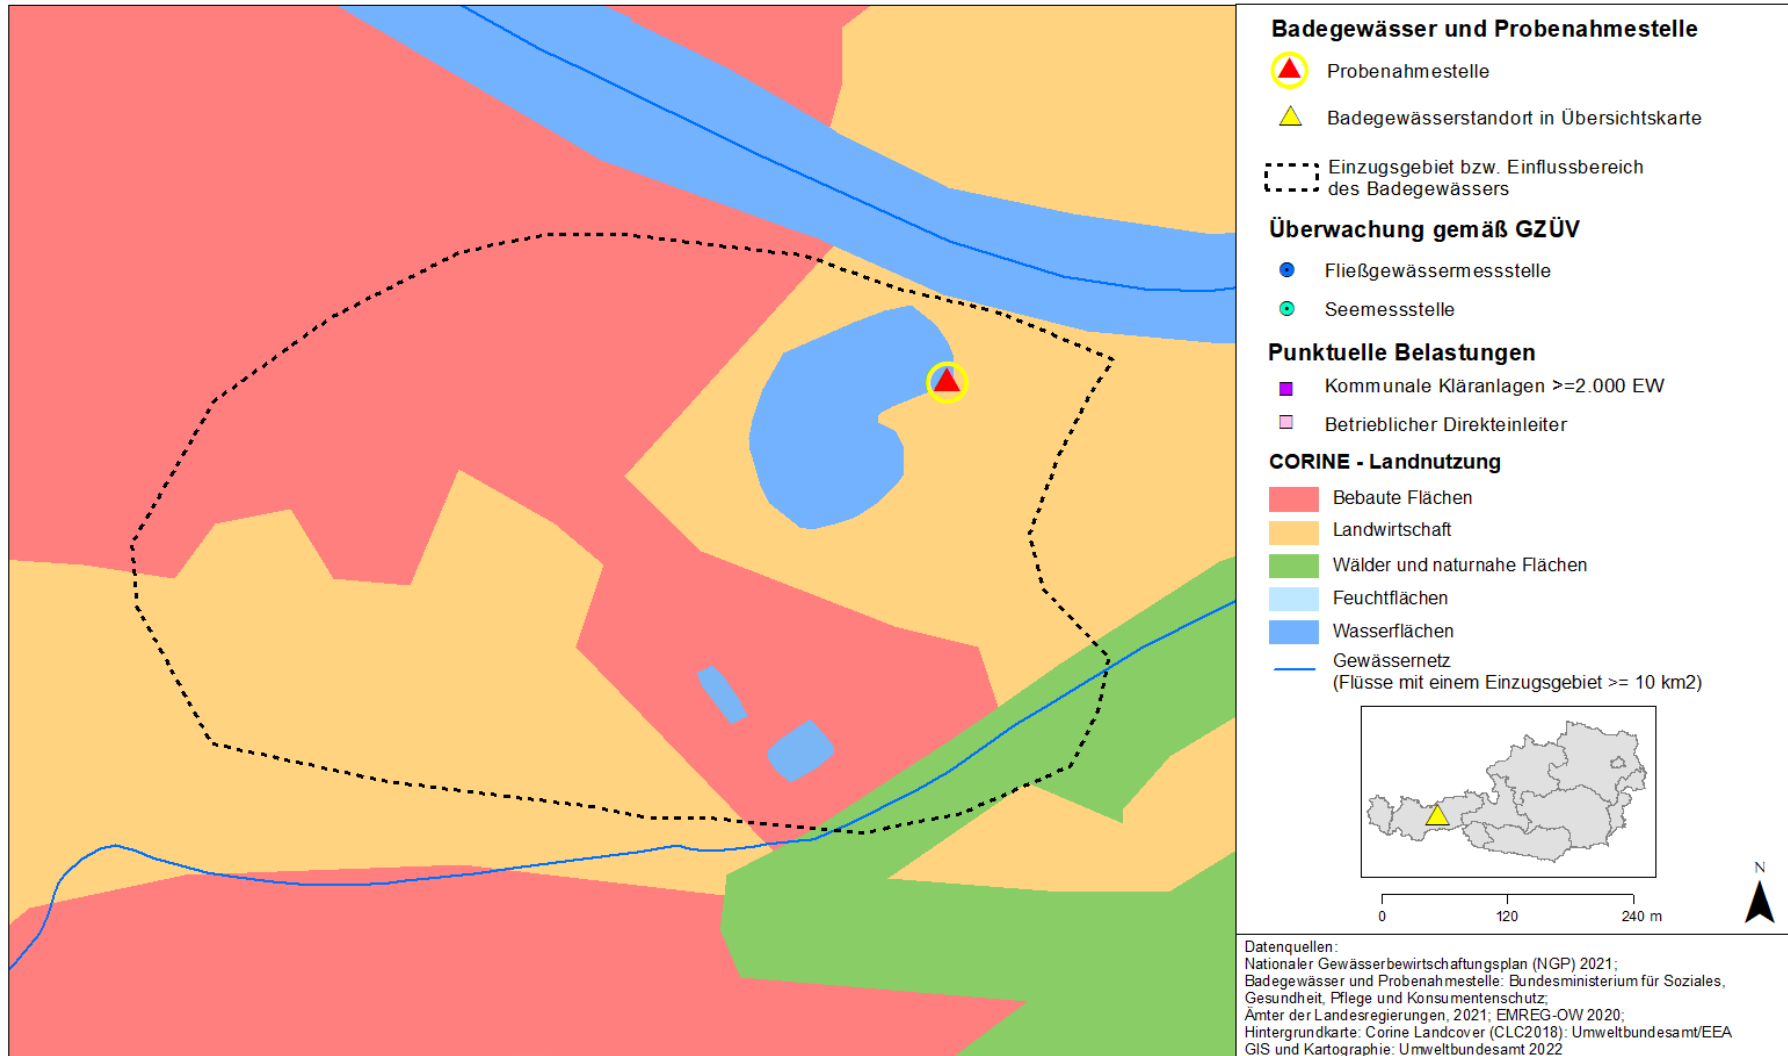 Badegewässer und Probenahmestelle
Probenahmestelle
Badegewässerstandort in Übersichtskarte
Einzugsgebiet bzw. Einflussbereich
des Badegewässers
Überwachung gemäß GZÜV
Fließgewässermessstelle
Seemessstelle
Punktuelle Belastungen
Kommunale Kläranlagen >=2.000 EW
Betrieblicher Direkteinleiter
CORINE - Landnutzung
Bebaute Flächen
Landwirtschaft
Wälder und naturnahe Flächen
Feuchtflächen
Wasserflächen
Gewässernetz
(Flüsse mit einem Einzugsgebiet >= 10 km2)
N
0 120 240 m
Datenquellen:
Nationaler Gewässerbewirtschaftungsplan (NGP) 2021;
Badegewässer und Probenahmestelle: Bundesministerium für Soziales,
Gesundheit, Pflege und Konsumentenschutz;
Ämter der Landesregierungen, 2021; EMREG-OW 2020;
Hintergrundkarte: Corine Landcover (CLC2018): Umweltbundesamt/EEA
GIS und Kartographie: Umweltbundesamt 2022